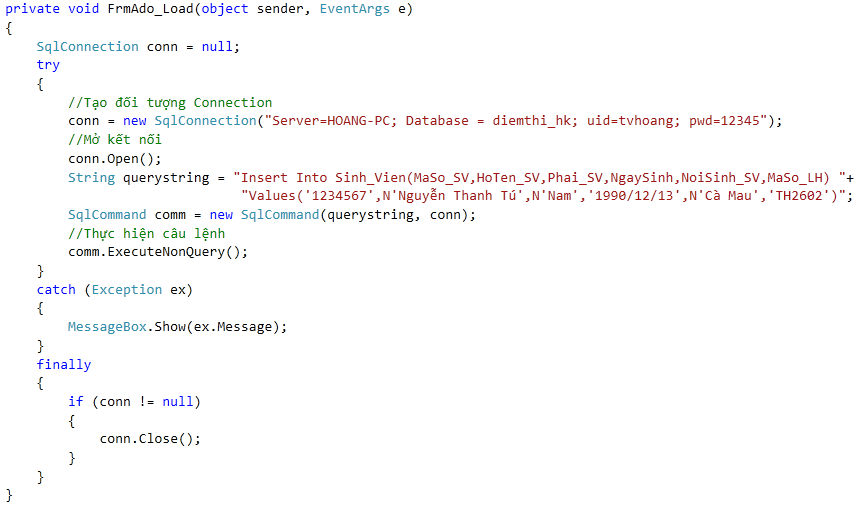 private void FrmAdo_Load(object sender, EventArgs e)
{
    SqlConnection conn = null;
    try
    {
        //Tạo đối tượng Connection
        conn = new SqlConnection("Server=HOANG-PC; Database = diemthi_hk; uid=tvhoang; pwd=12345");
        //Mở kết nối
        conn.Open();
        String querystring = "Insert Into Sinh_Vien(MaSo_SV,HoTen_SV,Phai_SV,NgaySinh,NoiSinh_SV,MaSo_LH) "+
                              "Values('1234567',N'Nguyễn Thanh Tú',N'Nam','1990/12/13',N'Cà Mau','TH2602')";
        SqlCommand comm = new SqlCommand(querystring, conn);
        //Thực hiện câu lệnh
        comm.ExecuteNonQuery();
    }
    catch (Exception ex)
    {
        MessageBox.Show(ex.Message);
    }
    finally
    {
        if (conn != null)
        {
            conn.Close();
        }
    }
}